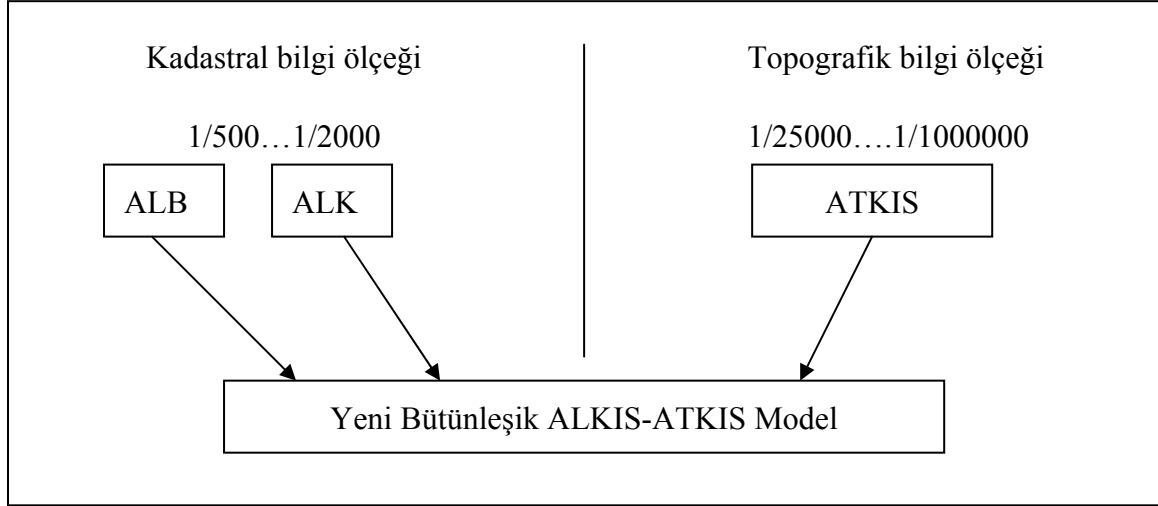 Kadastral bilgi ölçeği
Topografik bilgi ölçeği
1/500…1/2000
1/25000….1/1000000
ALB
ALK
ATKIS
Yeni Bütünleşik ALKIS-ATKIS Model